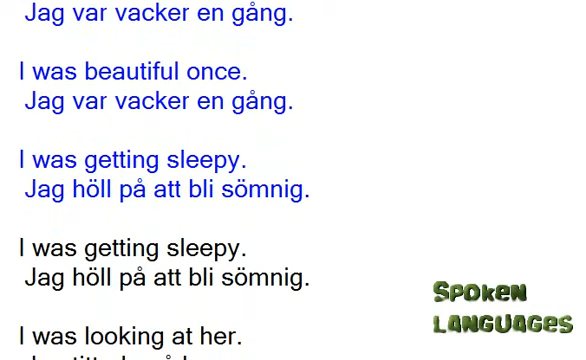 Jag var vacker en gång.
I was beautiful once.
Jag var vacker en gång.
I was getting sleepy.
Jag höll på att bli sömnig.
I was getting sleepy.
Jag höll på att bli sömnig.
I was looking at her.
Spoken
Languages